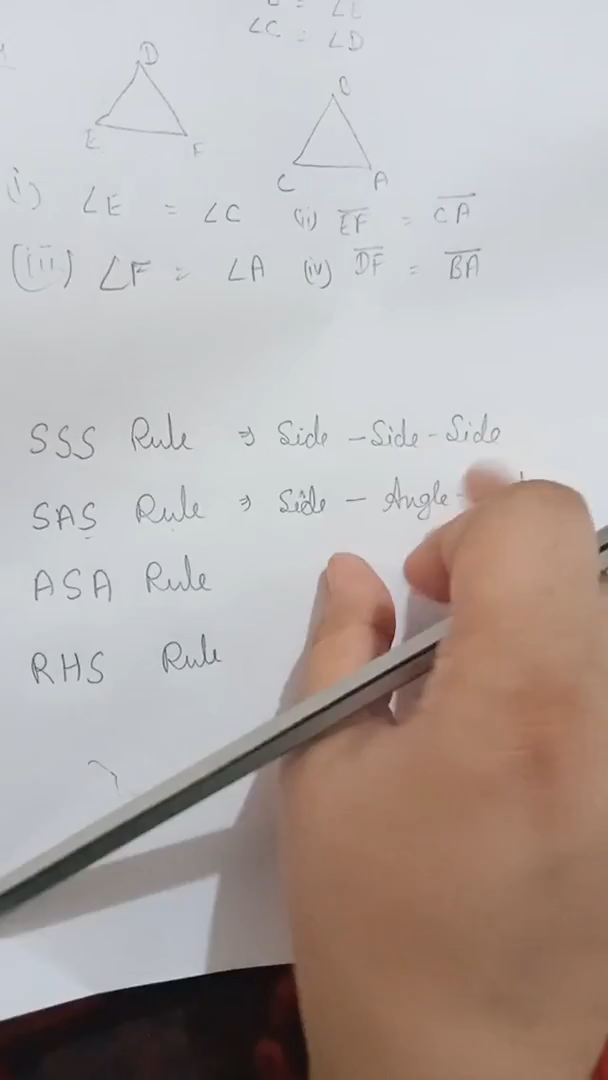 ∠C = ∠D
D
C
E
F
C
A
(i) ∠E = ∠C (ii) EF = CA
(iii) ∠F = ∠A (iv) DF = BA
SSS Rule ⇒ Side - Side - Side
SAS Rule ⇒ Side - Angle -
ASA Rule
RHS Rule